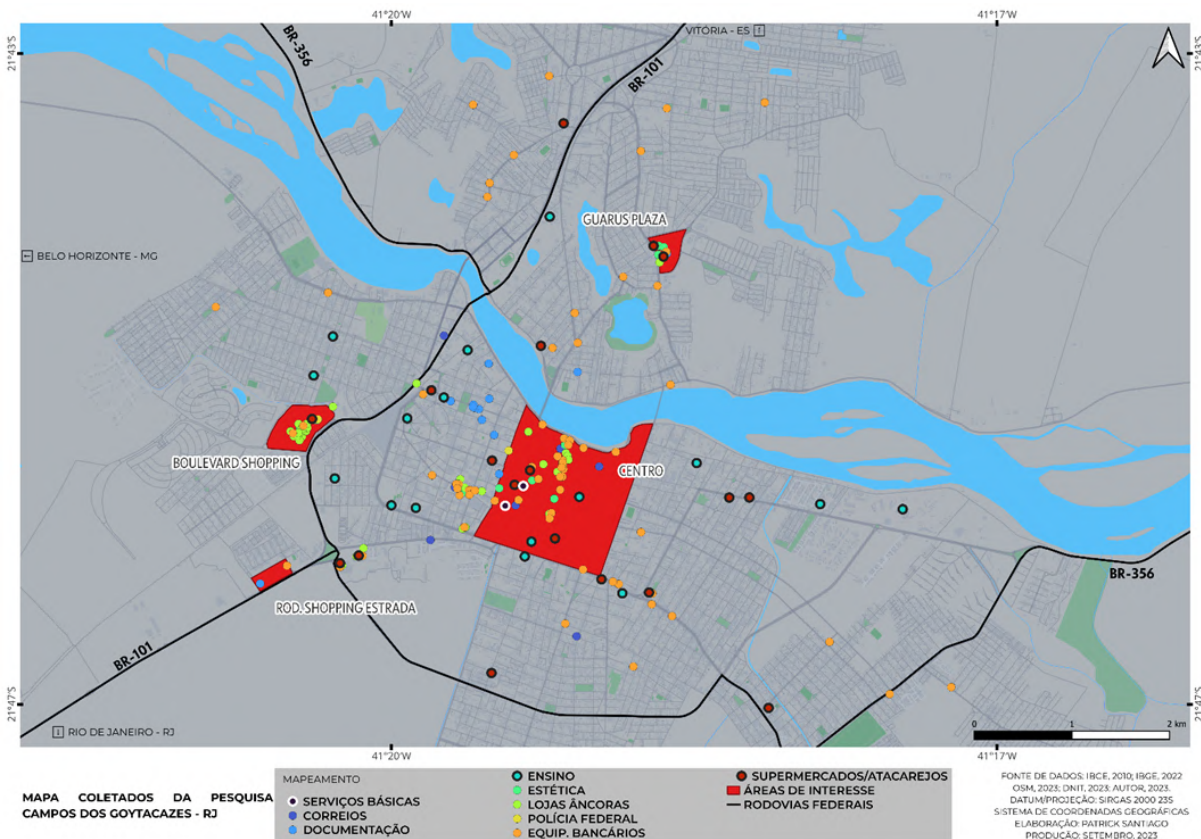 41°20'W
41°17'W
VITÓRIA - ES ↑
21°43'S
BR-356
BR-101
GUARUS PLAZA
← BELO HORIZONTE - MG
BOULEVARD SHOPPING
CENTRO
ROD. SHOPPING ESTRADA
BR-356
BR-101
21°47'S
21°47'S
0 1 2 km
↓ RIO DE JANEIRO - RJ
41°20'W
41°17'W
MAPA COLETADOS DA PESQUISA
CAMPOS DOS GOYTACAZES - RJ
MAPEAMENTO
SERVIÇOS BÁSICAS
CORREIOS
DOCUMENTAÇÃO
ENSINO
ESTÉTICA
LOJAS ÂNCORAS
POLÍCIA FEDERAL
EQUIP. BANCÁRIOS
SUPERMERCADOS/ATACAREJOS
ÁREAS DE INTERESSE
RODOVIAS FEDERAIS
FONTE DE DADOS: IBGE, 2010; IBGE, 2022
OSM, 2023; DNIT, 2023; AUTOR, 2023.
DATUM/PROJEÇÃO: SIRGAS 2000 23S
SISTEMA DE COORDENADAS GEOGRÁFICAS
ELABORAÇÃO: PATRICK SANTIAGO
PRODUÇÃO: SETEMBRO, 2023